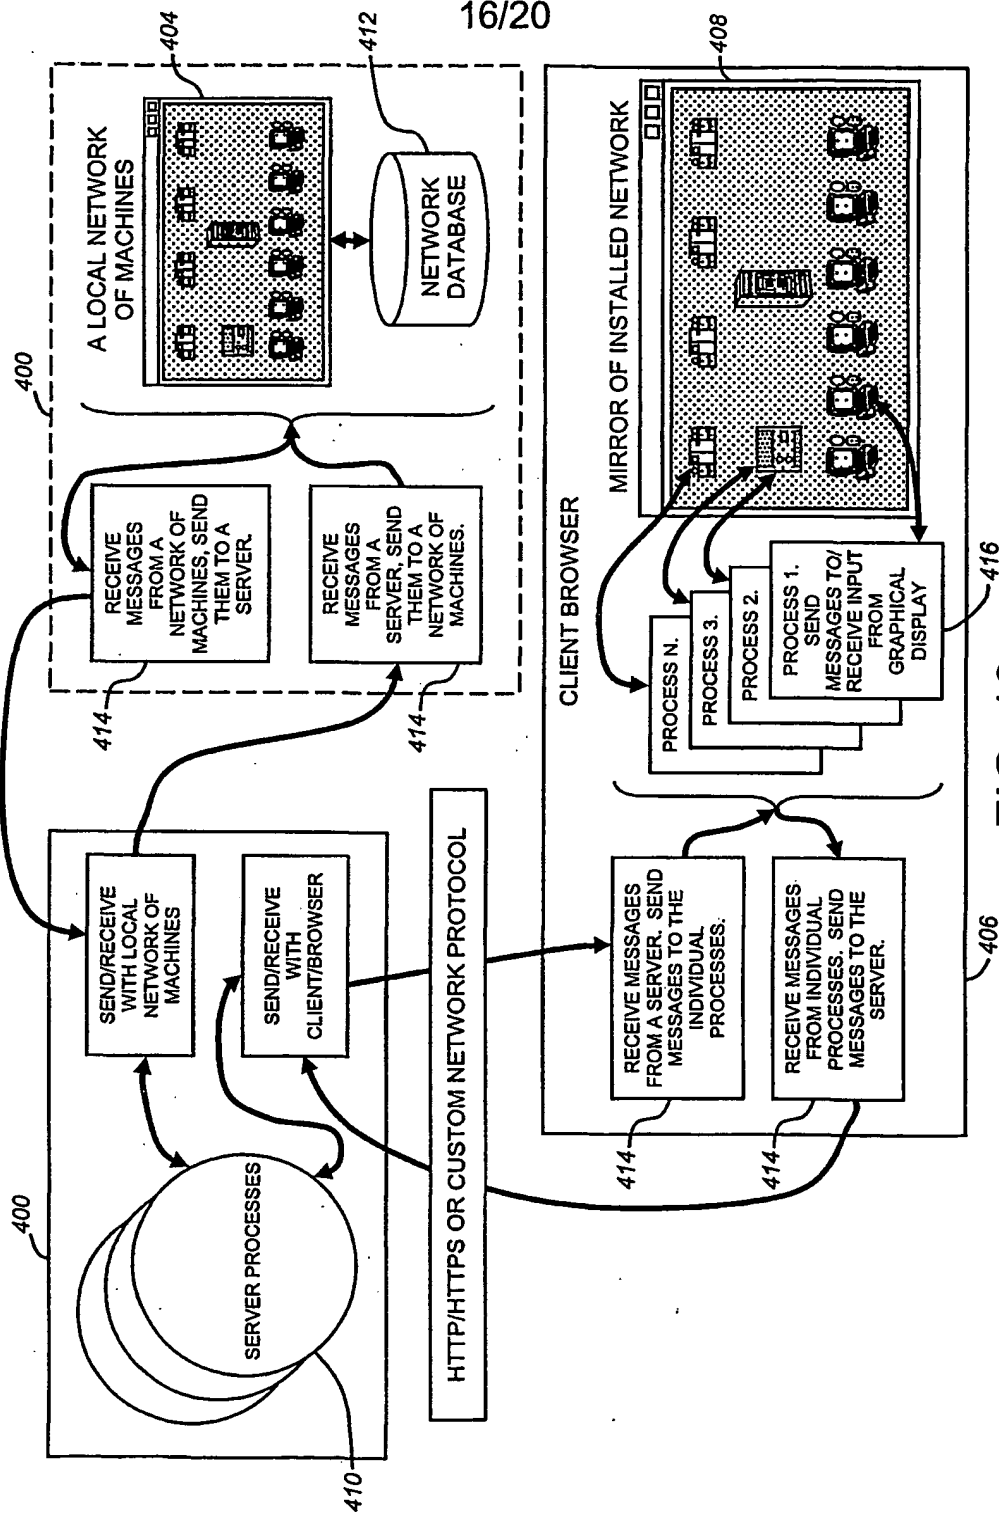 16/20
400
SERVER PROCESSES
410
SEND/RECEIVE
WITH LOCAL
NETWORK OF
MACHINES
SEND/RECEIVE
WITH
CLIENT/BROWSER
HTTP/HTTPS OR CUSTOM NETWORK PROTOCOL
400
RECEIVE
MESSAGES
FROM A
NETWORK OF
MACHINES, SEND
THEM TO A
SERVER.
414
RECEIVE
MESSAGES
FROM A
SERVER, SEND
THEM TO A
NETWORK OF
MACHINES.
414
A LOCAL NETWORK
OF MACHINES
404
NETWORK
DATABASE
412
CLIENT BROWSER
RECEIVE MESSAGES
FROM A SERVER. SEND
MESSAGES TO THE
INDIVIDUAL
PROCESSES.
414
RECEIVE MESSAGES
FROM INDIVIDUAL
PROCESSES. SEND
MESSAGES TO THE
SERVER.
414
406
PROCESS N.
PROCESS 3.
PROCESS 2.
PROCESS 1.
SEND
MESSAGES TO/
RECEIVE INPUT
FROM
GRAPHICAL
DISPLAY
416
MIRROR OF INSTALLED NETWORK
408